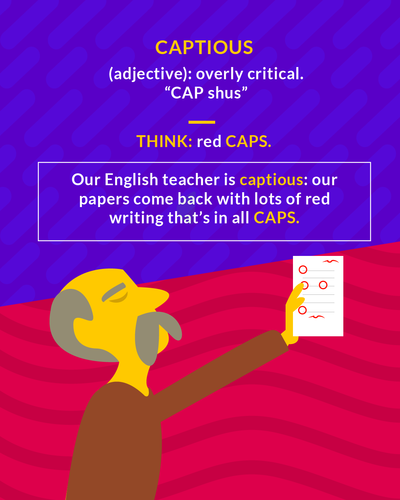 CAPTIOUS
(adjective): overly critical.
“CAP shus”
THINK: red CAPS.
Our English teacher is captious: our
papers come back with lots of red
writing that’s in all CAPS.